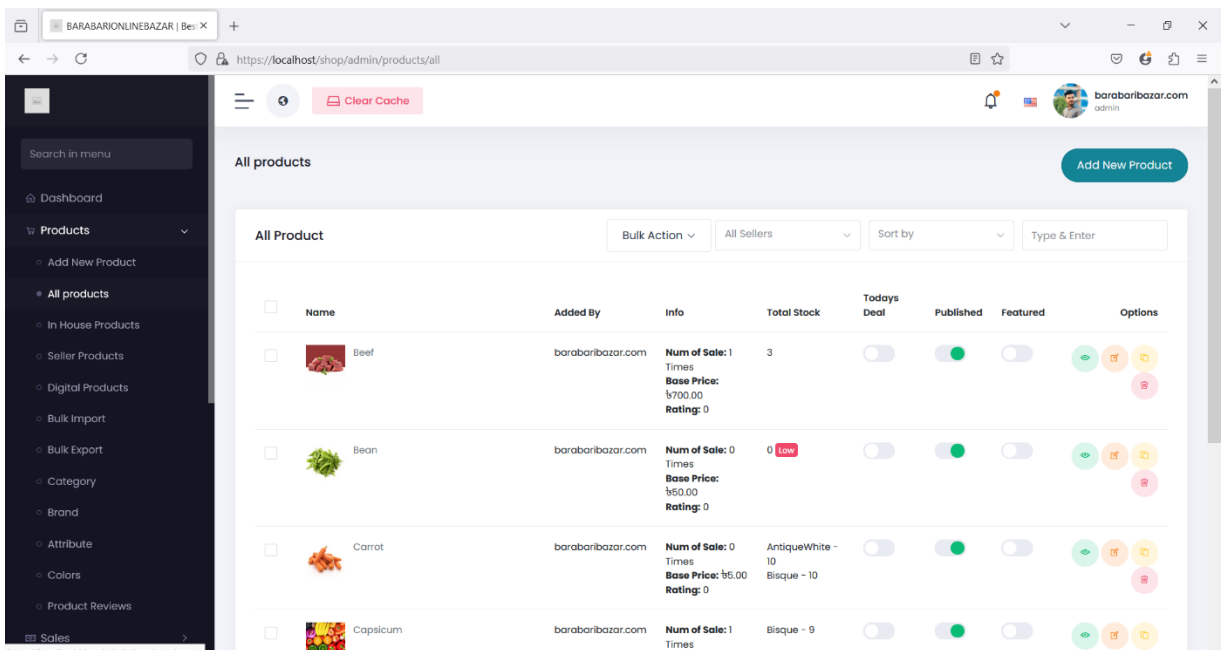 BARABARIONLINEBAZAR | Bes
https://localhost/shop/admin/products/all
Clear Cache
barabaribazar.com
admin
Search in menu
Dashboard
Products
Add New Product
All products
In House Products
Seller Products
Digital Products
Bulk Import
Bulk Export
Category
Brand
Attribute
Colors
Product Reviews
Sales
All products
Add New Product
All Product
Bulk Action
All Sellers
Sort by
Type & Enter
Name
Added By
Info
Total Stock
Todays
Deal
Published
Featured
Options
Beef
barabaribazar.com
Num of Sale: 1
Times
Base Price:
৳700.00
Rating: 0
3
Bean
barabaribazar.com
Num of Sale: 0
Times
Base Price:
৳50.00
Rating: 0
0 Low
Carrot
barabaribazar.com
Num of Sale: 0
Times
Base Price: ৳5.00
Rating: 0
AntiqueWhite -
10
Bisque - 10
Capsicum
barabaribazar.com
Num of Sale: 1
Times
Bisque - 9